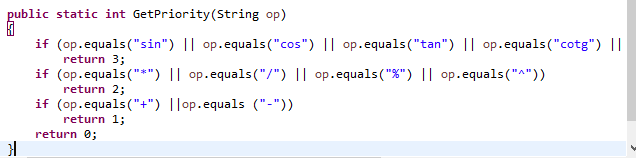 public static int GetPriority(String op)
{
if (op.equals("sin") || op.equals("cos") || op.equals("tan") || op.equals("cotg") ||
return 3;
if (op.equals("*") || op.equals("/") || op.equals("%") || op.equals("^"))
return 2;
if (op.equals("+") ||op.equals ("-"))
return 1;
return 0;
}